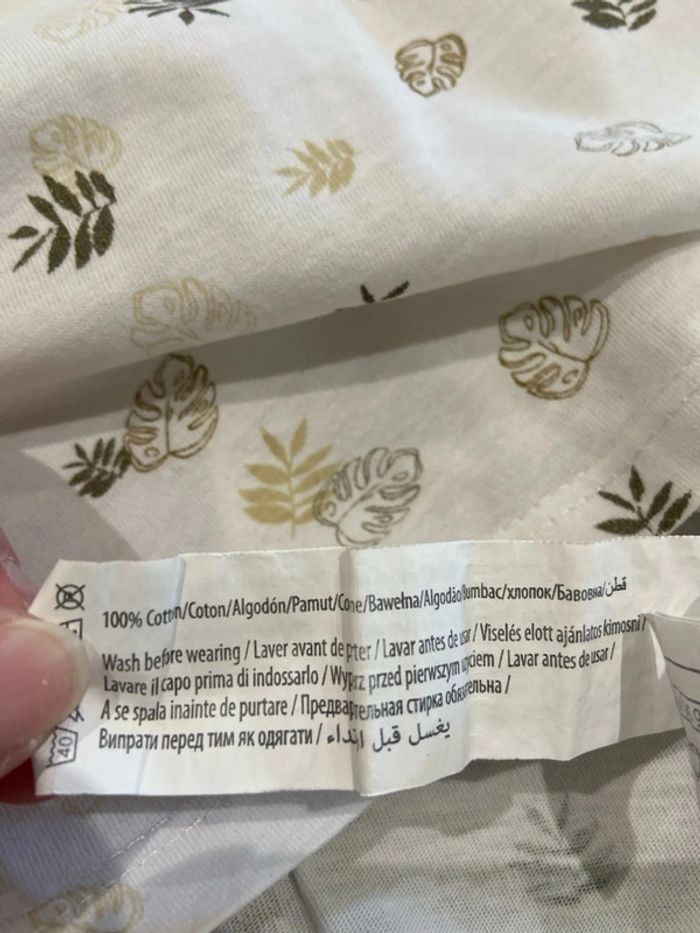 100% Cotton/Coton/Algodón/Pamut/Cone/Bawełna/Algodão/Bumbac/хлопок/Бавовна/قطن
Wash before wearing / Laver avant de porter / Lavar antes de usar / Viselés elott ajánlatos kimosni /
Lavare il capo prima di indossarlo / Wyprz przed pierwszym użyciem / Lavar antes de usar /
A se spala inainte de purtare / Предварительная стирка обязательна /
Випрати перед тим як одягати / يغسل قبل ارتداء
40